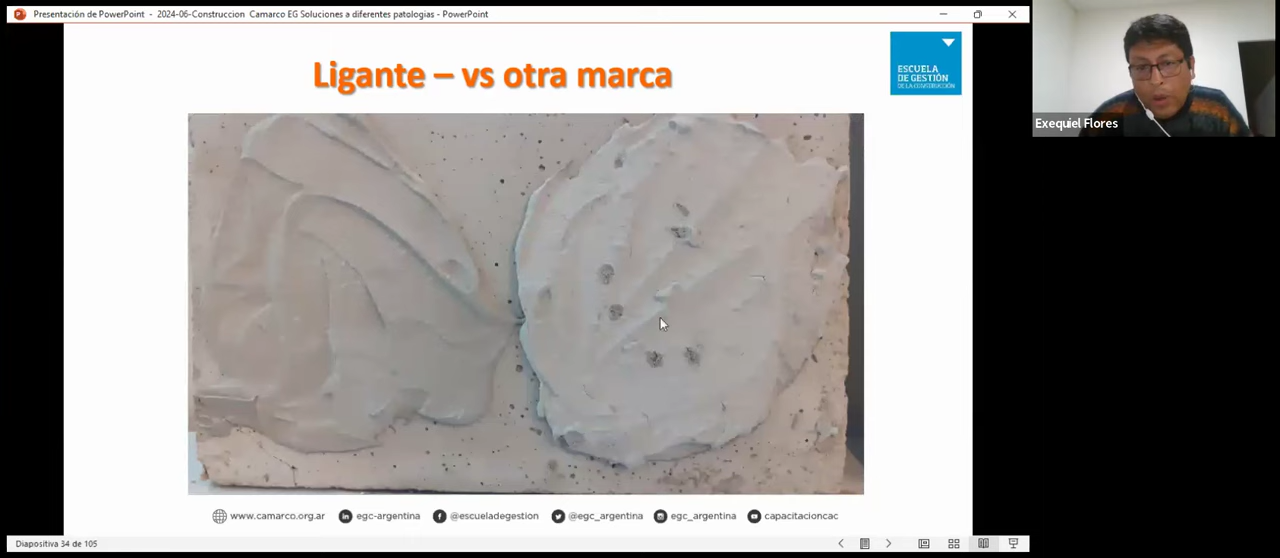 Presentación de PowerPoint - 2024-06-Construccion Camarco EG Soluciones a diferentes patologias - PowerPoint
Ligante – vs otra marca
ESCUELA
DE GESTIÓN
DE LA CONSTRUCCIÓN
Exequiel Flores
www.camarco.org.ar egc-argentina @escueladegestion @egc_argentina egc_argentina capacitacioncac
Diapositiva 34 de 105